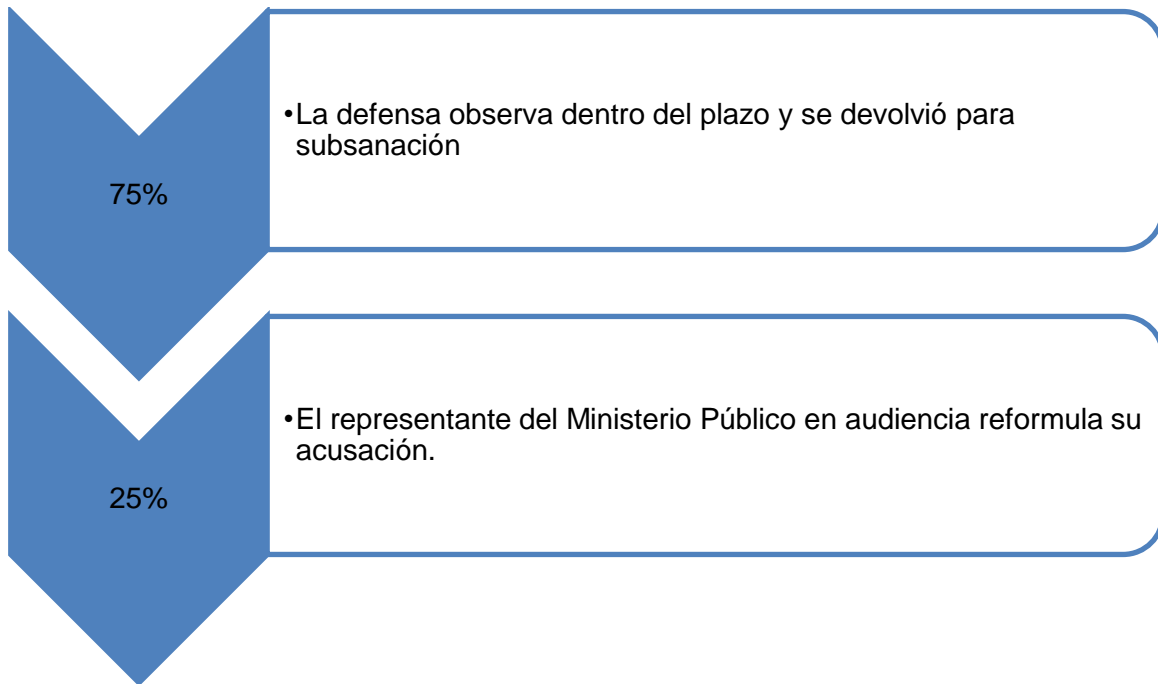 75%
•La defensa observa dentro del plazo y se devolvió para
subsanación
25%
•El representante del Ministerio Público en audiencia reformula su
acusación.